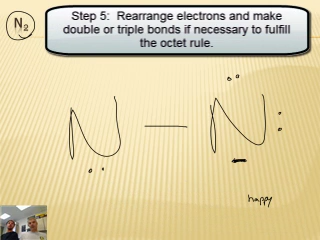 N₂
Step 5: Rearrange electrons and make
double or triple bonds if necessary to fulfill
the octet rule.
N — N
happy